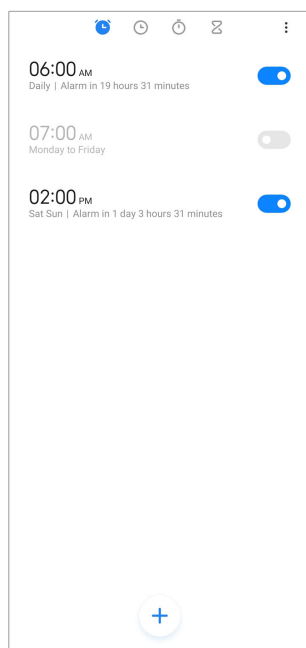 06:00 AM
Daily | Alarm in 19 hours 31 minutes
07:00 AM
Monday to Friday
02:00 PM
Sat Sun | Alarm in 1 day 3 hours 31 minutes